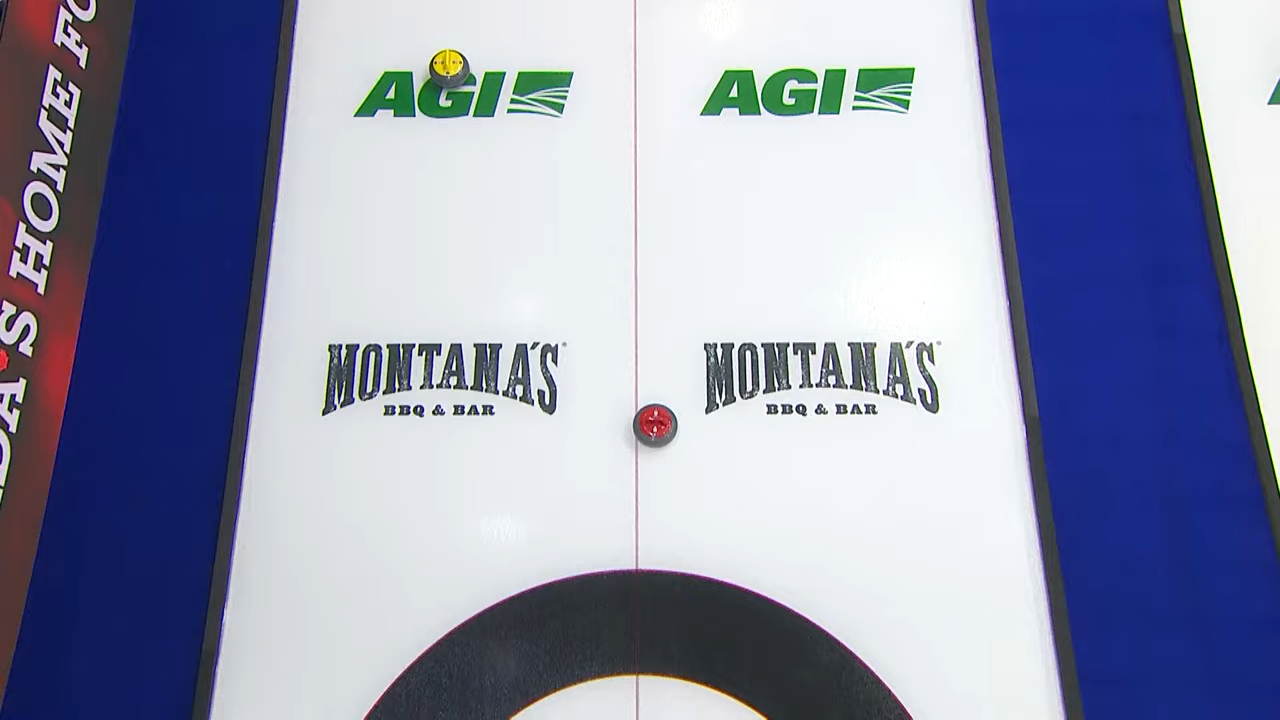 'S HOME FO
AGI
AGI
MONTANA'S
BBQ & BAR
MONTANA'S
BBQ & BAR